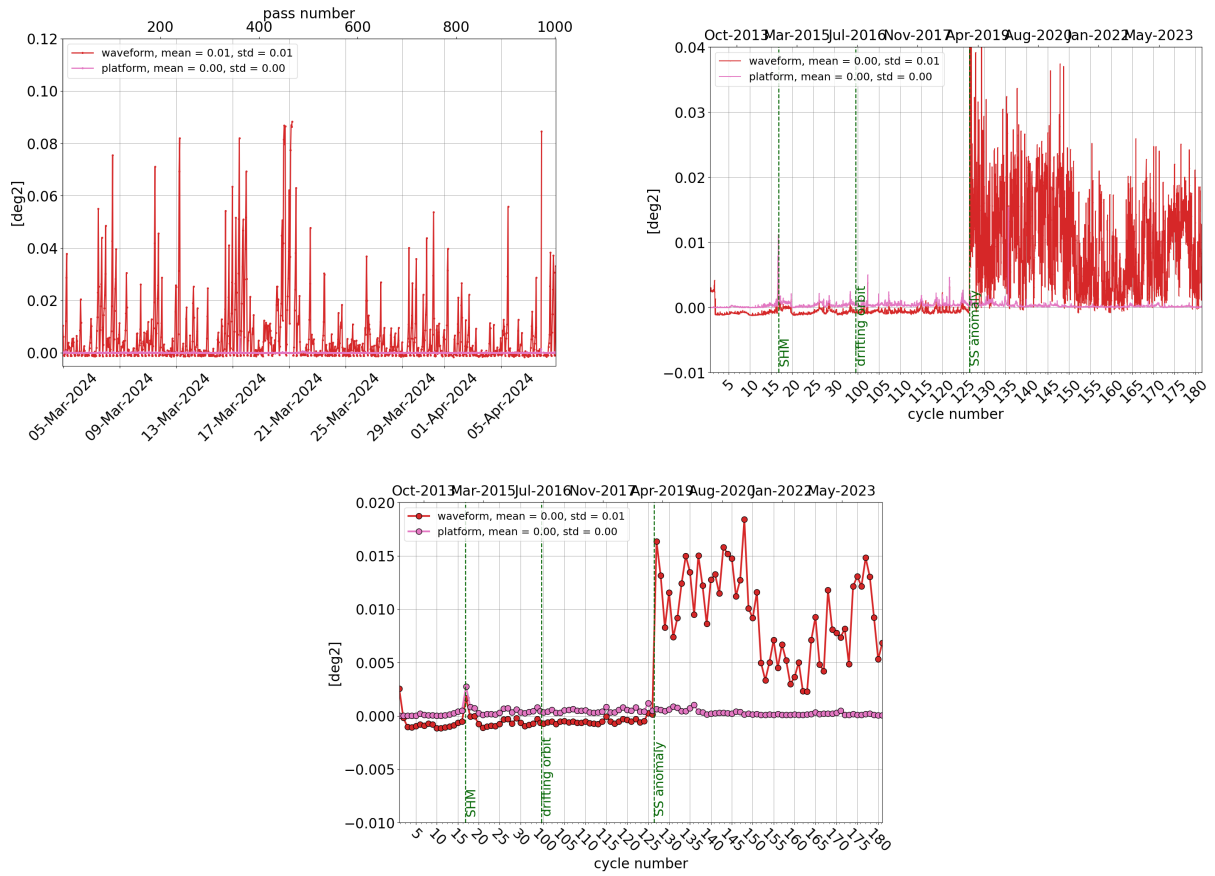 pass number
200 400 600 800 1000
0.12
0.10
0.08
0.06
0.04
0.02
0.00
[deg2]
waveform, mean = 0.01, std = 0.01
platform, mean = 0.00, std = 0.00
05-Mar-2024 09-Mar-2024 13-Mar-2024 17-Mar-2024 21-Mar-2024 25-Mar-2024 29-Mar-2024 01-Apr-2024 05-Apr-2024
Oct-2013 Mar-2015 Jul-2016 Nov-2017 Apr-2019 Aug-2020 Jan-2022 May-2023
0.04
0.03
0.02
0.01
0.00
−0.01
[deg2]
waveform, mean = 0.00, std = 0.01
platform, mean = 0.00, std = 0.00
SHM
drifting orbit
SS anomaly
5 10 15 20 25 30 100 105 110 115 120 125 130 135 140 145 150 155 160 165 170 175 180
cycle number
Oct-2013 Mar-2015 Jul-2016 Nov-2017 Apr-2019 Aug-2020 Jan-2022 May-2023
0.020
0.015
0.010
0.005
0.000
−0.005
−0.010
[deg2]
waveform, mean = 0.00, std = 0.01
platform, mean = 0.00, std = 0.00
SHM
drifting orbit
SS anomaly
5 10 15 20 25 30 100 105 110 115 120 125 130 135 140 145 150 155 160 165 170 175 180
cycle number